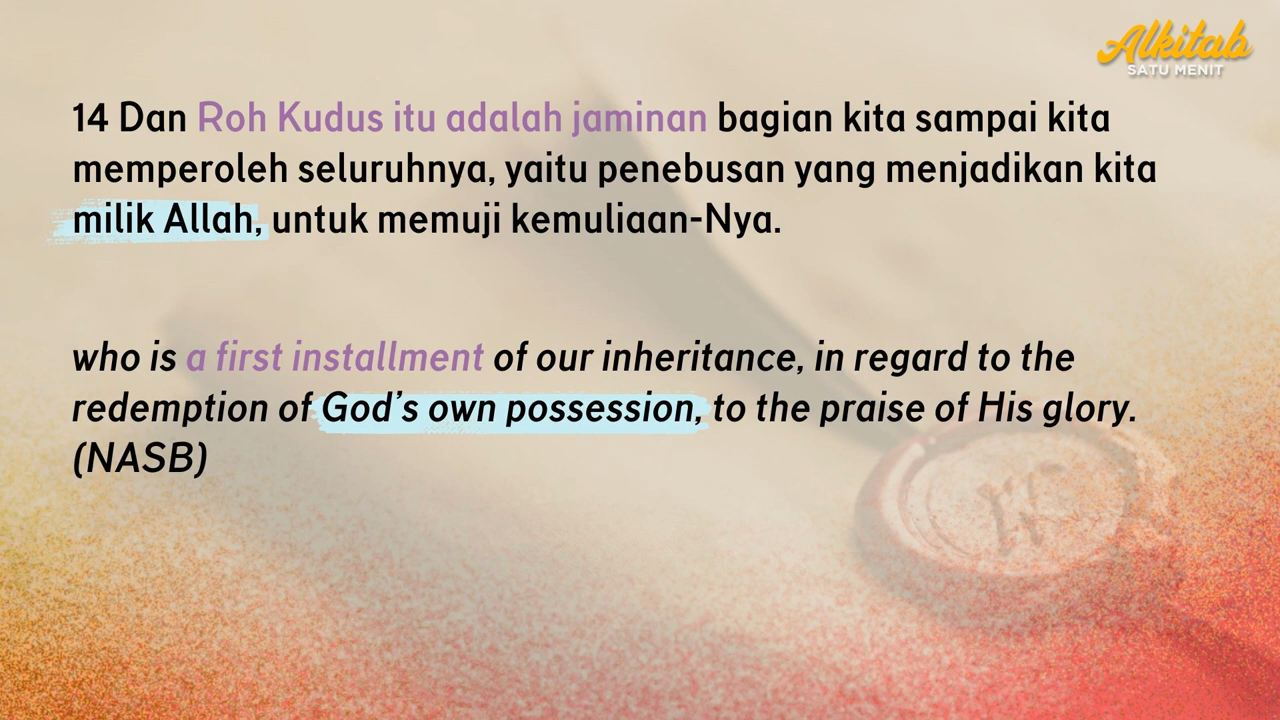 Alkitab
SATU MENIT
14 Dan Roh Kudus itu adalah jaminan bagian kita sampai kita
memperoleh seluruhnya, yaitu penebusan yang menjadikan kita
milik Allah, untuk memuji kemuliaan-Nya.
who is a first installment of our inheritance, in regard to the
redemption of God's own possession, to the praise of His glory.
(NASB)